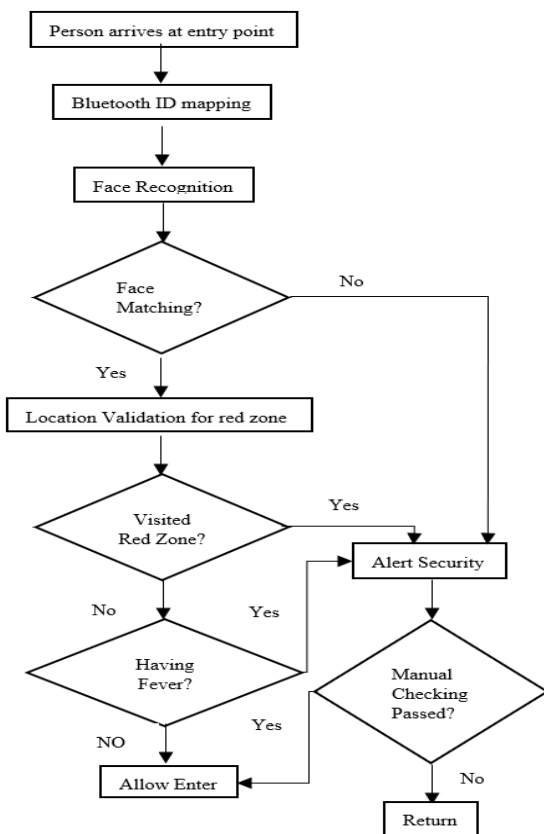 Person arrives at entry point
Bluetooth ID mapping
Face Recognition
Face
Matching?
No
Yes
Location Validation for red zone
Visited
Red Zone?
Yes
Alert Security
No
Yes
Having
Fever?
Manual
Checking
Passed?
Yes
NO
Allow Enter
No
Return